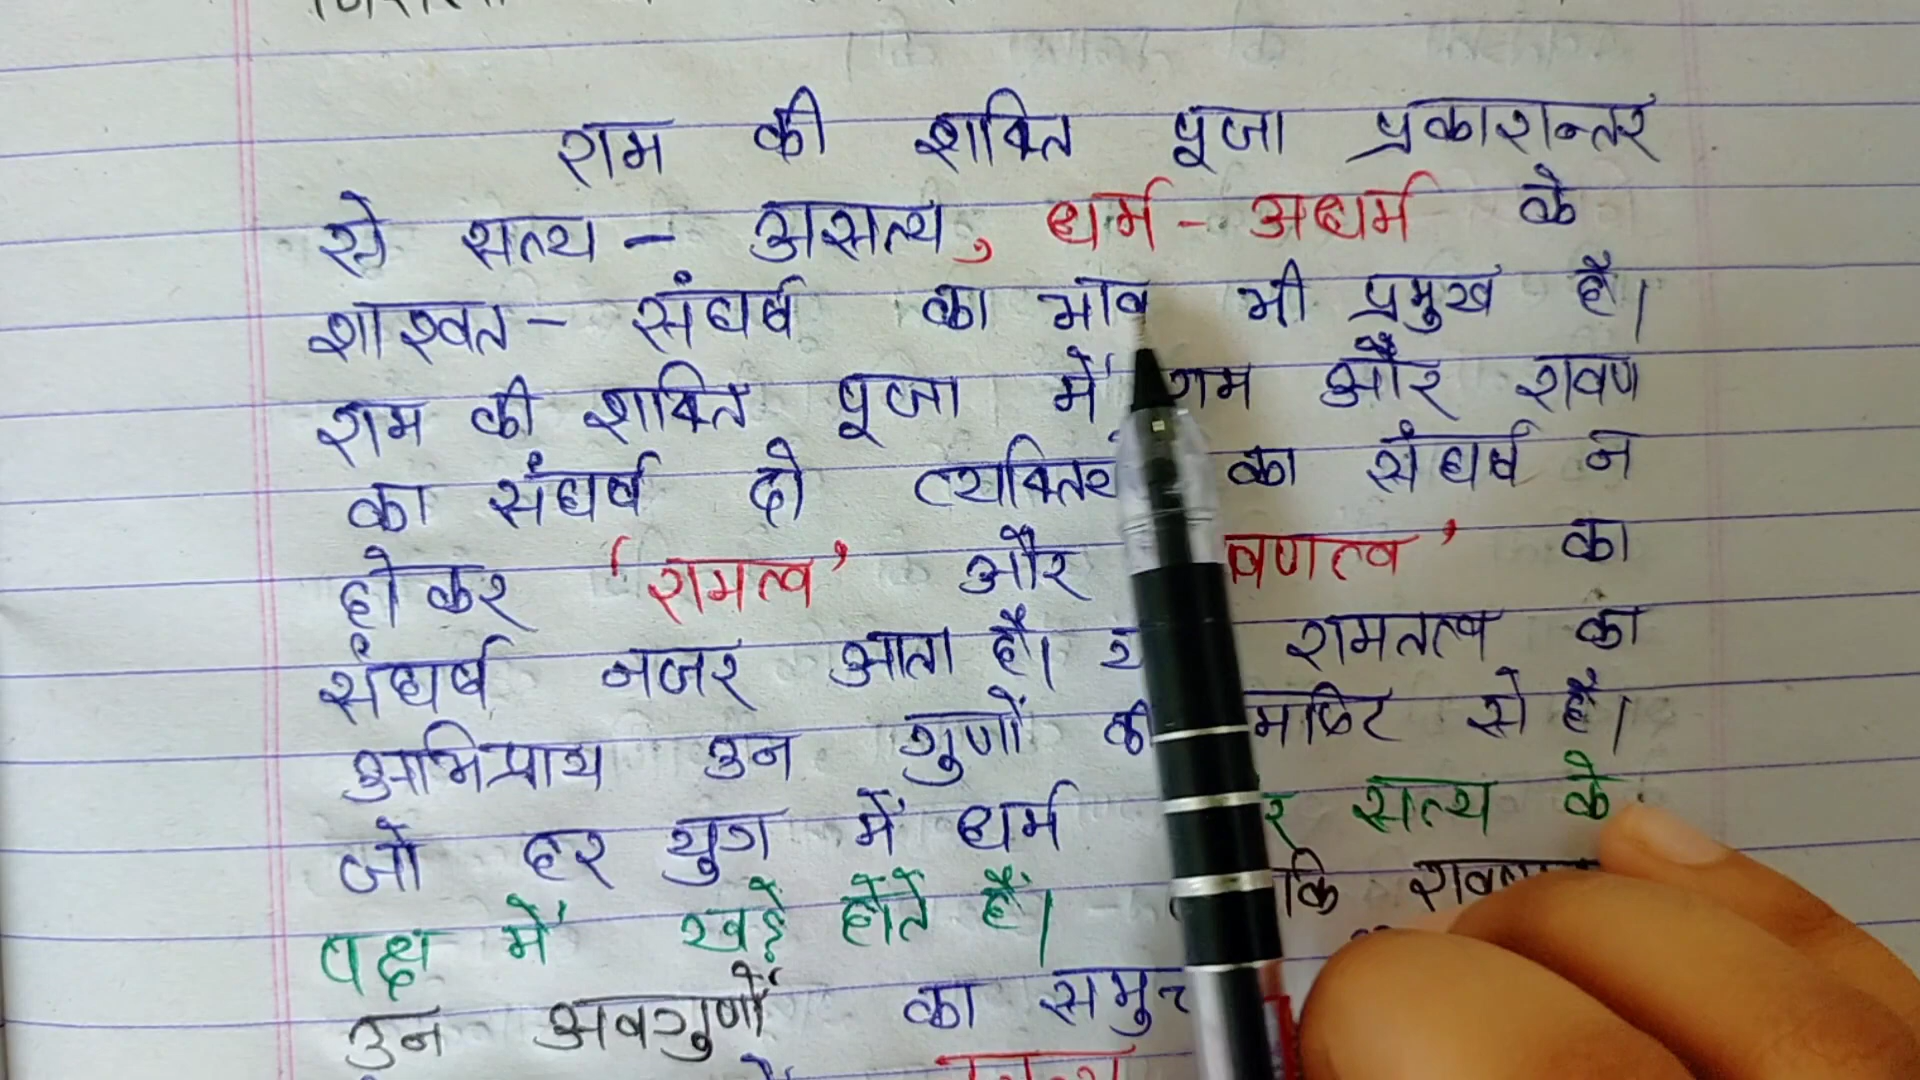 राम की शक्ति पूजा प्रकारान्तर
से सत्य - असत्य, धर्म - अधर्म के
शाश्वत - संघर्ष का भाव भी प्रमुख है।
राम की शक्ति पूजा में राम और रावण
का संघर्ष दो का संघर्ष न
होकर 'रामत्व' और वणत्व' का
संघर्ष नजर आता है। रामतत्व का
अभिप्राय उन गुणों की मष्टि से है।
जो हर युग में धर्म र सत्य के
पक्ष में खड़े होते हैं। कि
उन अवगुणों का समु